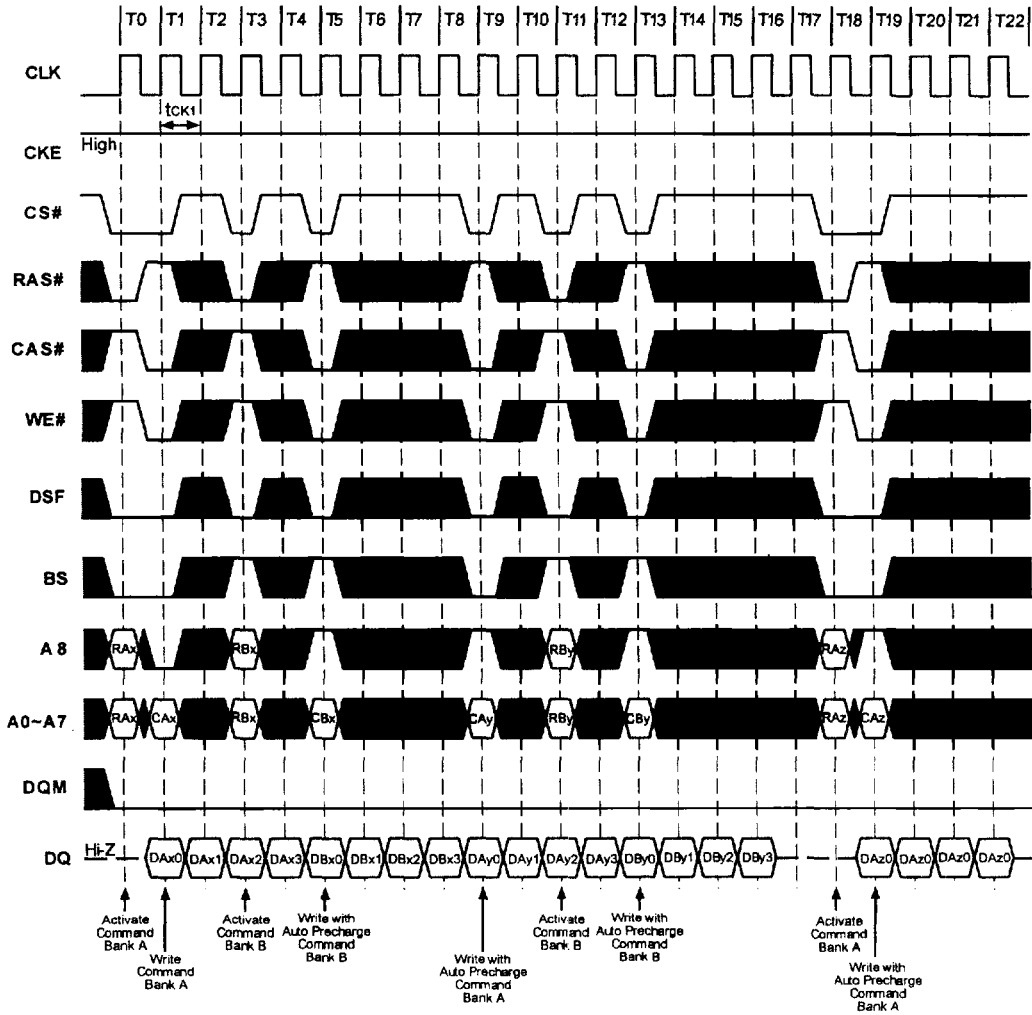 T0 T1 T2 T3 T4 T5 T6 T7 T8 T9 T10 T11 T12 T13 T14 T15 T16 T17 T18 T19 T20 T21 T22
CLK
tCK1
High
CKE
CS#
RAS#
CAS#
WE#
DSF
BS
A8 RAx RBx RBy RAz
A0~A7 RAx CAx RBx CBx CAy RBy CBy RAz CAz
DQM
DQ Hi-Z DAx0 DAx1 DAx2 DAx3 DBx0 DBx1 DBx2 DBx3 DAy0 DAy1 DAy2 DAy3 DBy0 DBy1 DBy2 DBy3 DAz0 DAz0 DAz0 DAz0
Activate
Command
Bank A
Write
Command
Bank A
Activate
Command
Bank B
Write with
Auto Precharge
Command
Bank B
Write with
Auto Precharge
Command
Bank A
Activate
Command
Bank B
Write with
Auto Precharge
Command
Bank B
Activate
Command
Bank A
Write with
Auto Precharge
Command
Bank A